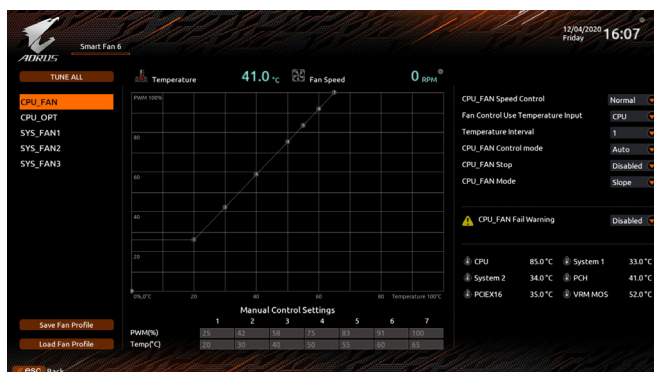 AORUS
Smart Fan 6
12/04/2020 Friday 16:07
TUNE ALL
Temperature 41.0 °C Fan Speed 0 RPM
CPU_FAN
CPU_OPT
SYS_FAN1
SYS_FAN2
SYS_FAN3
PWM 100%
80
60
40
20
0%,0°C 20 40 60 80 Temperature 100°C
CPU_FAN Speed Control Normal
Fan Control Use Temperature Input CPU
Temperature Interval 1
CPU_FAN Control mode Auto
CPU_FAN Stop Disabled
CPU_FAN Mode Slope
CPU_FAN Fail Warning Disabled
CPU 85.0°C System 1 33.0°C
System 2 34.0°C PCH 41.0°C
PCIEX16 35.0°C VRM MOS 52.0°C
Manual Control Settings
1 2 3 4 5 6 7
PWM(%) 25 42 58 75 83 91 100
Temp(°C) 20 30 40 50 55 60 65
Save Fan Profile
Load Fan Profile
esc Back